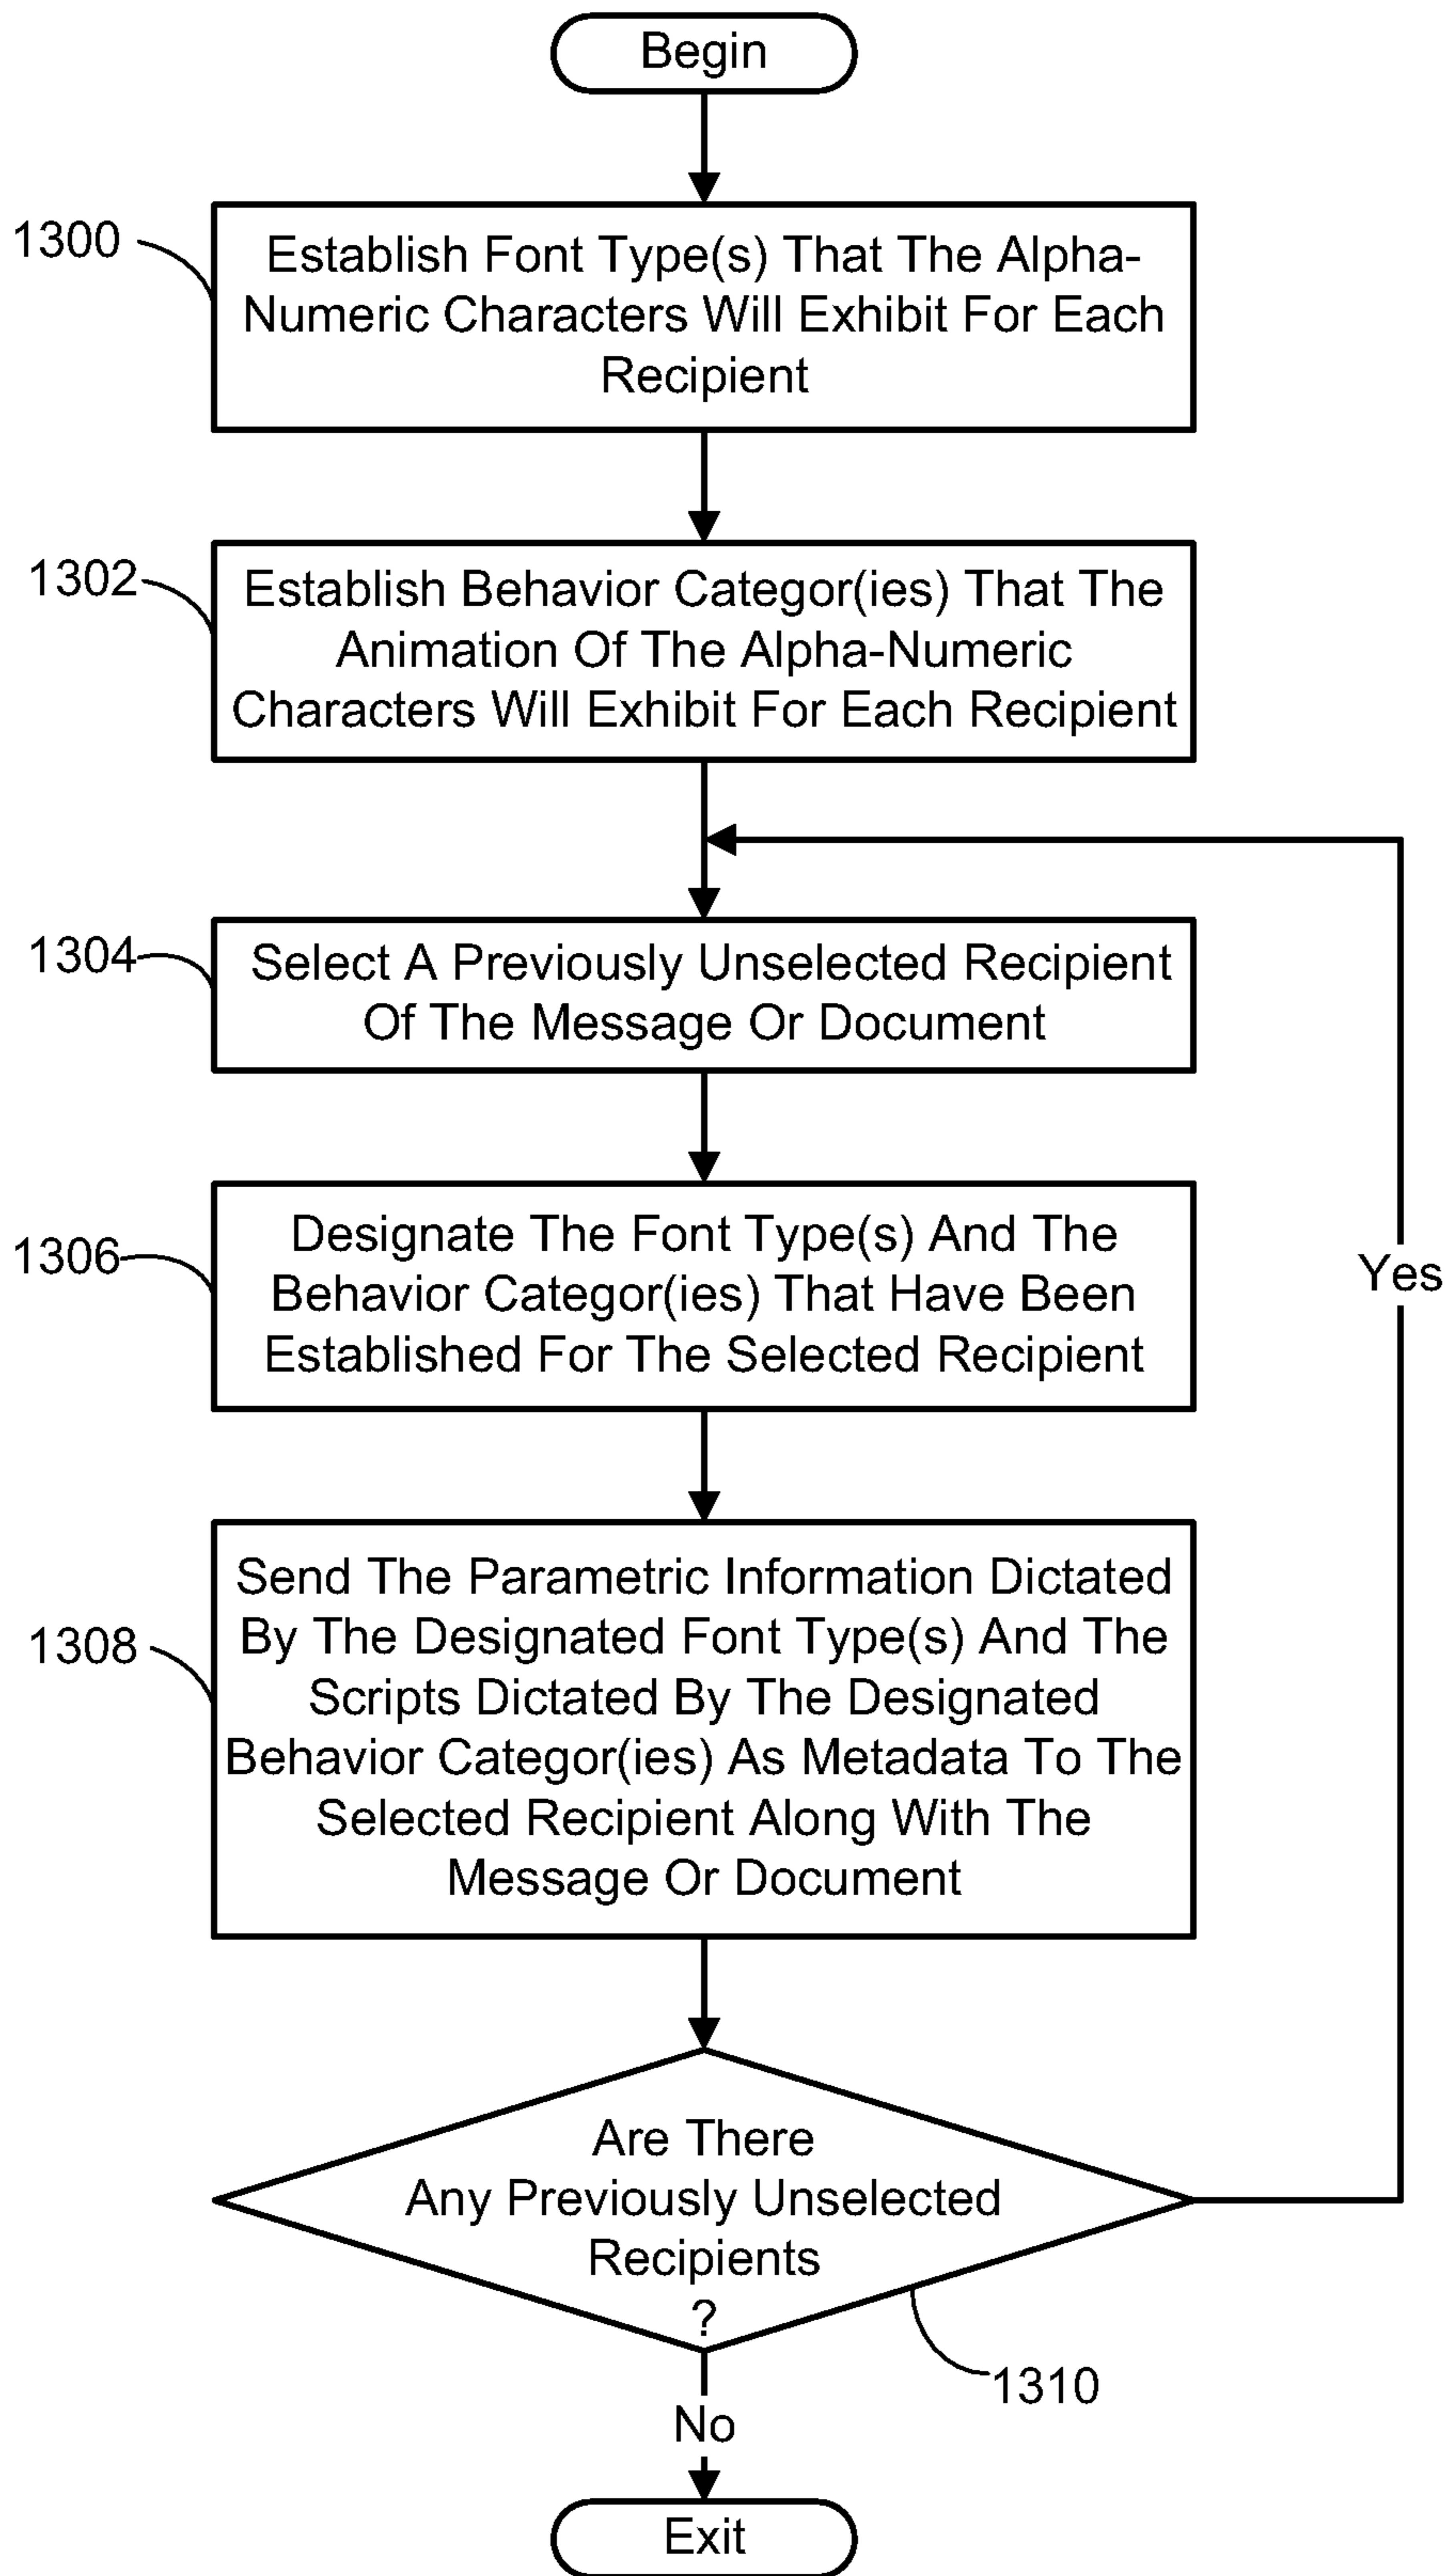 Begin
1300
Establish Font Type(s) That The Alpha-
Numeric Characters Will Exhibit For Each
Recipient
1302
Establish Behavior Categor(ies) That The
Animation Of The Alpha-Numeric
Characters Will Exhibit For Each Recipient
1304
Select A Previously Unselected Recipient
Of The Message Or Document
1306
Designate The Font Type(s) And The
Behavior Categor(ies) That Have Been
Established For The Selected Recipient
Yes
1308
Send The Parametric Information Dictated
By The Designated Font Type(s) And The
Scripts Dictated By The Designated
Behavior Categor(ies) As Metadata To The
Selected Recipient Along With The
Message Or Document
Are There
Any Previously Unselected
Recipients
?
1310
No
Exit